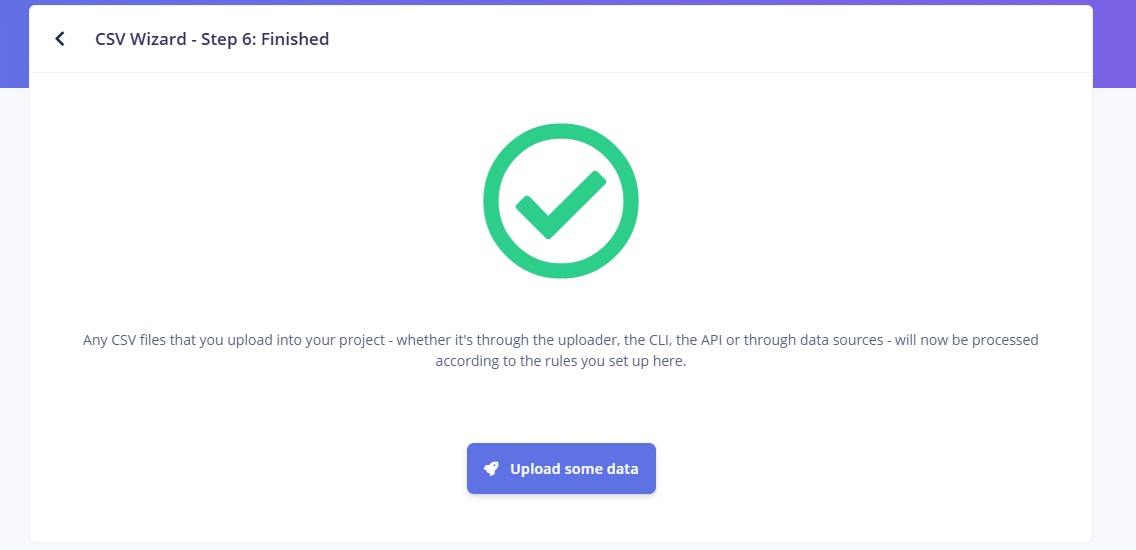 CSV Wizard - Step 6: Finished
Any CSV files that you upload into your project - whether it's through the uploader, the CLI, the API or through data sources - will now be processed
according to the rules you set up here.
Upload some data